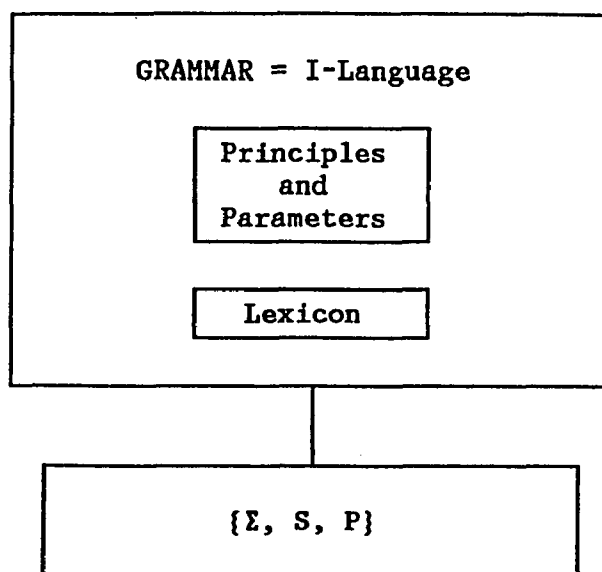 GRAMMAR = I-Language
Principles
and
Parameters
Lexicon
{Σ, S, P}